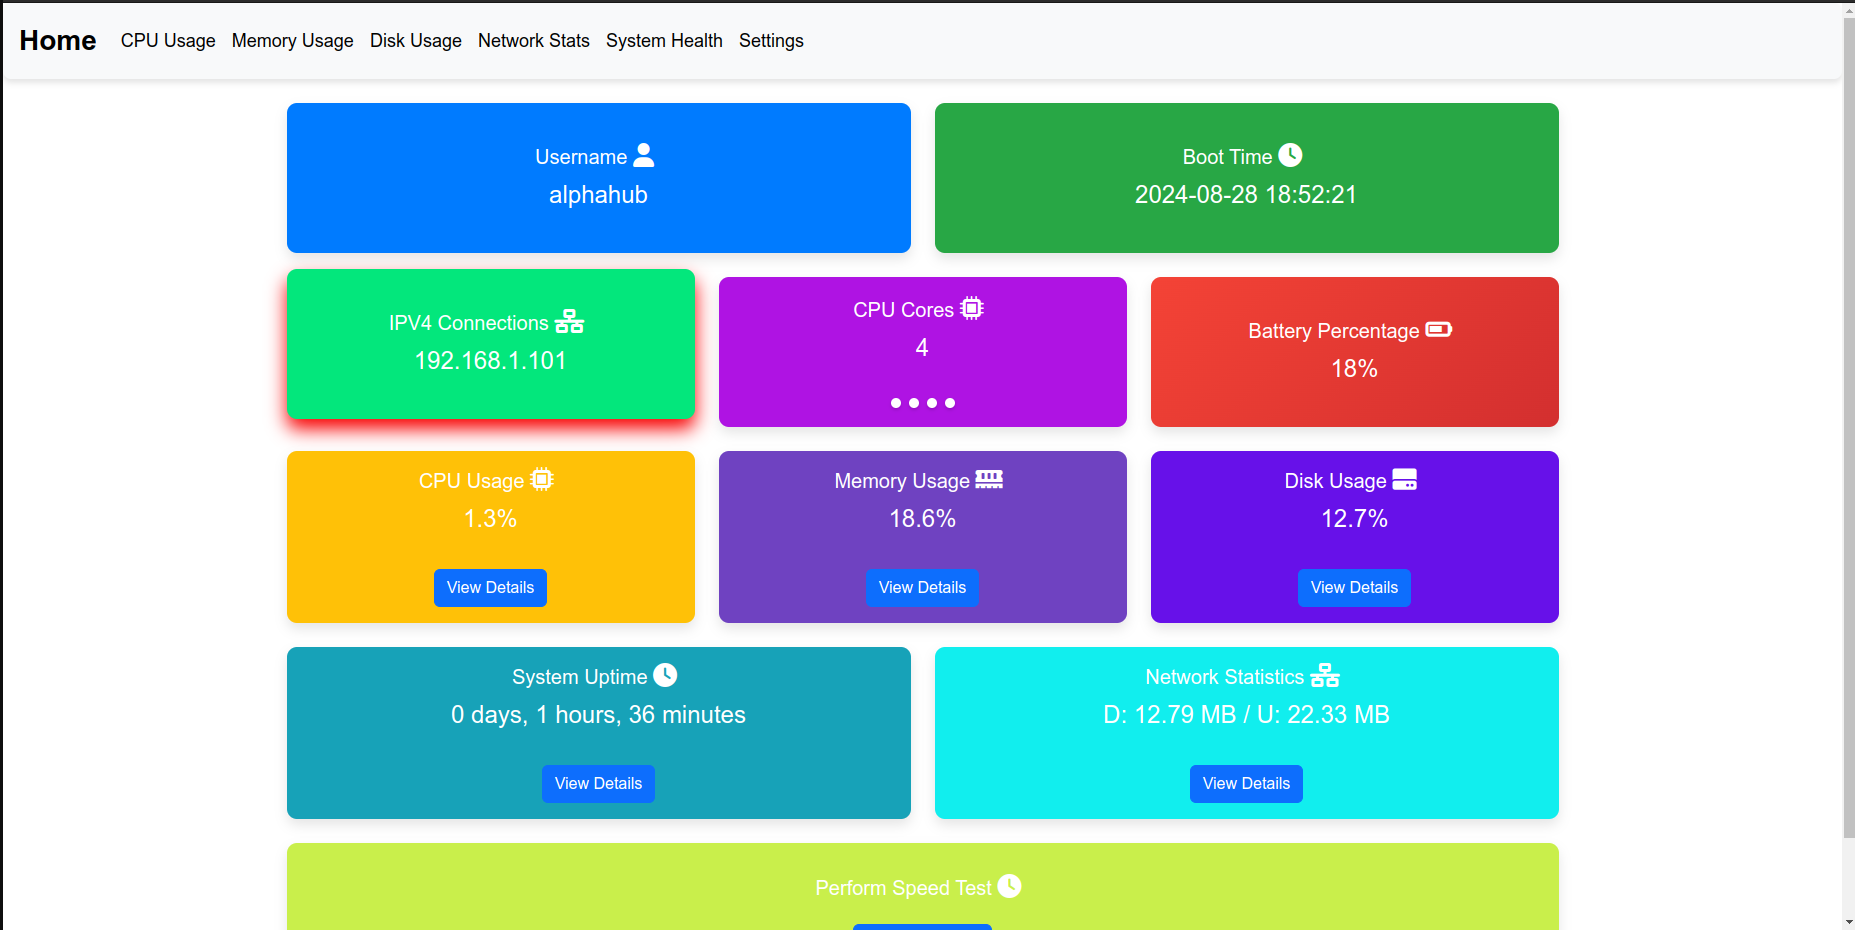 Home CPU Usage Memory Usage Disk Usage Network Stats System Health Settings
Username
alphahub
Boot Time
2024-08-28 18:52:21
IPV4 Connections
192.168.1.101
CPU Cores
4
Battery Percentage
18%
CPU Usage
1.3%
View Details
Memory Usage
18.6%
View Details
Disk Usage
12.7%
View Details
System Uptime
0 days, 1 hours, 36 minutes
View Details
Network Statistics
D: 12.79 MB / U: 22.33 MB
View Details
Perform Speed Test